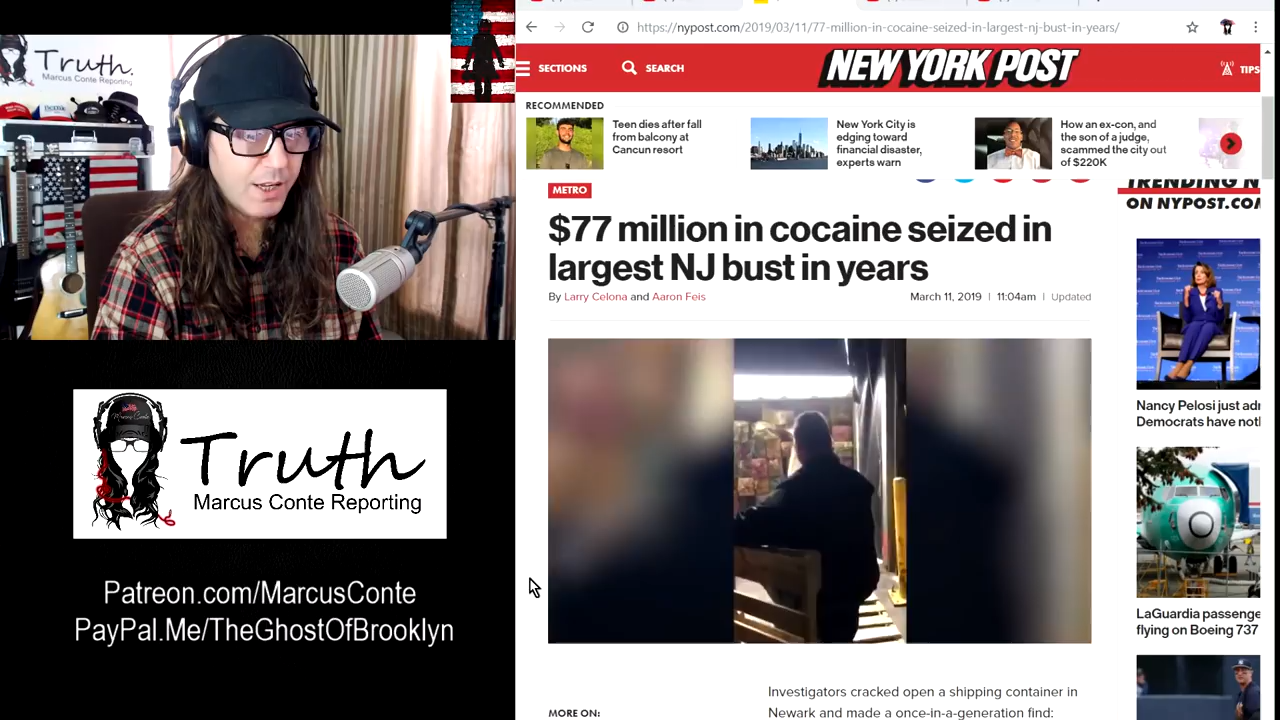 Truth.
Marcus Conte Reporting
Truth
Marcus Conte Reporting
Patreon.com/MarcusConte
PayPal.Me/TheGhostOfBrooklyn
https://nypost.com/2019/03/11/77-million-in-cocaine-seized-in-largest-nj-bust-in-years/
SECTIONS
SEARCH
NEW YORK POST
TIPS
RECOMMENDED
Teen dies after fall
from balcony at
Cancun resort
New York City is
edging toward
financial disaster,
experts warn
How an ex-con, and
the son of a judge,
scammed the city out
of $220K
METRO
$77 million in cocaine seized in
largest NJ bust in years
By Larry Celona and Aaron Feis
March 11, 2019 | 11:04am | Updated
Investigators cracked open a shipping container in
Newark and made a once-in-a-generation find:
MORE ON:
TRENDING N
ON NYPOST.COM
Nancy Pelosi just
Democrats have
LaGuardia
flying on Boeing 737